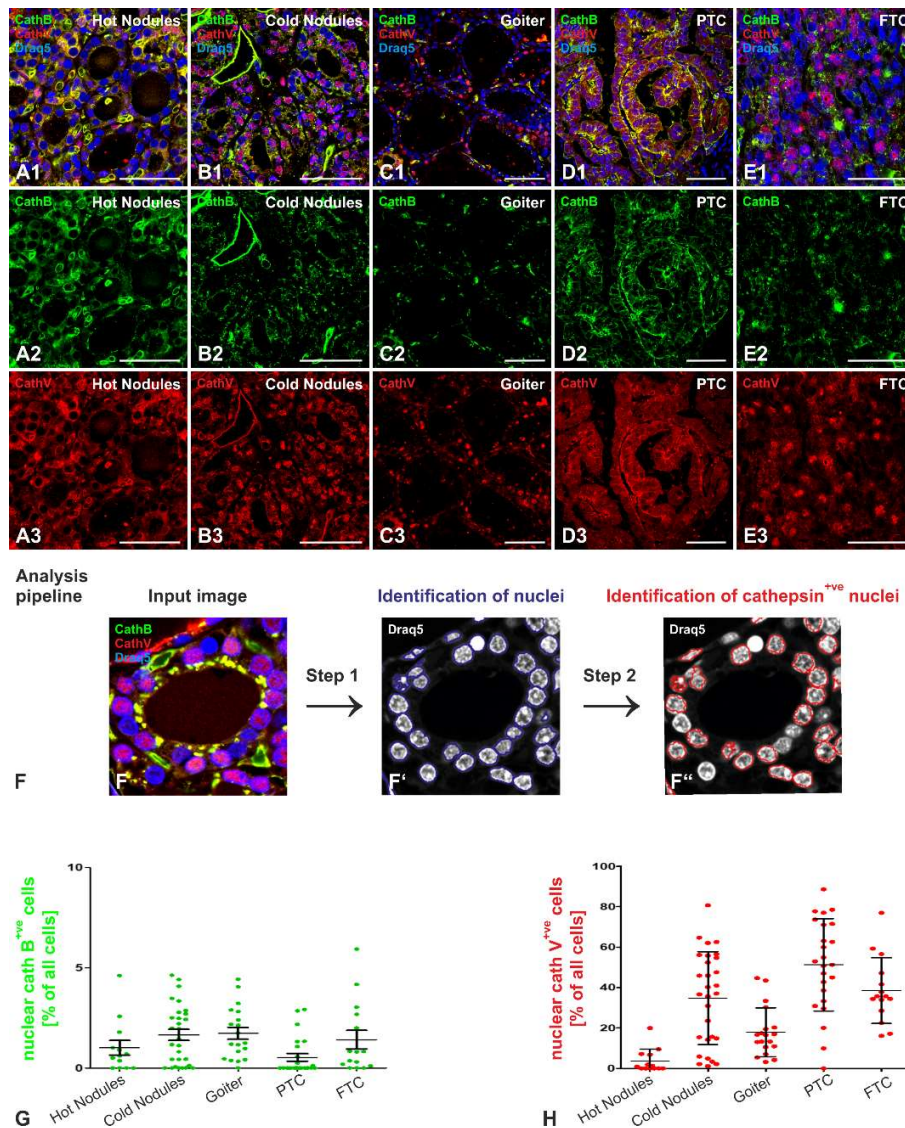 CathB
CathV
Draq5
Hot Nodules
A1
CathB
CathV
Draq5
Cold Nodules
B1
CathB
CathV
Draq5
Goiter
C1
CathB
CathV
Draq5
PTC
D1
CathB
CathV
Draq5
FTC
E1
CathB
Hot Nodules
A2
CathB
Cold Nodules
B2
CathB
Goiter
C2
CathB
PTC
D2
CathB
FTC
E2
CathV
Hot Nodules
A3
CathV
Cold Nodules
B3
CathV
Goiter
C3
CathV
PTC
D3
CathV
FTC
E3
Analysis
pipeline
Input image
Identification of nuclei
Identification of cathepsin+ve nuclei
CathB
CathV
Draq5
F
F
Step 1
Draq5
F'
Step 2
Draq5
F"
nuclear cath B+ve cells
[% of all cells]
10
5
0
Hot Nodules
Cold Nodules
Goiter
PTC
FTC
G
nuclear cath V+ve cells
[% of all cells]
100
80
60
40
20
0
Hot Nodules
Cold Nodules
Goiter
PTC
FTC
H